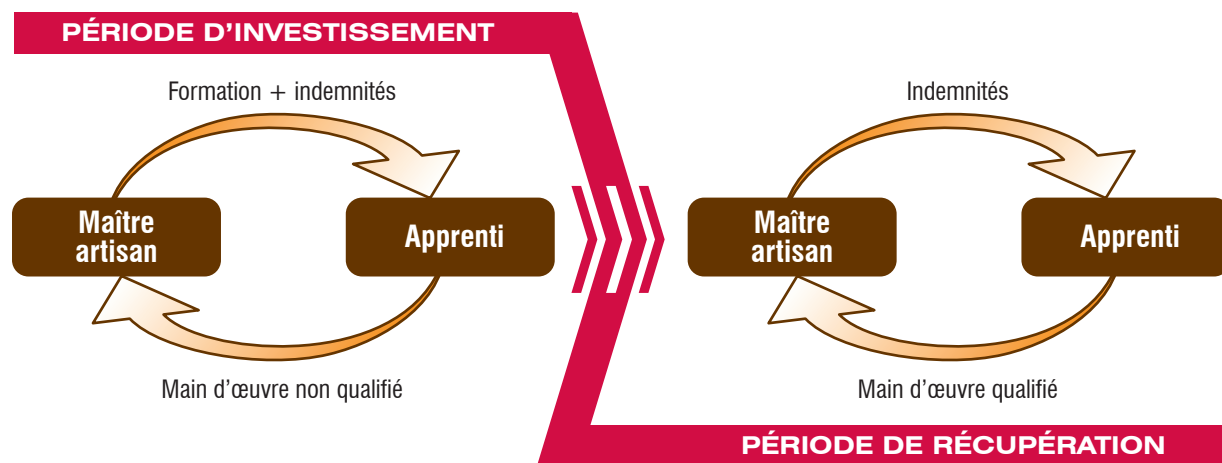 PÉRIODE D'INVESTISSEMENT
Formation + indemnités
Maître
artisan
Apprenti
Main d'œuvre non qualifié
Indemnités
Maître
artisan
Apprenti
Main d'œuvre qualifié
PÉRIODE DE RÉCUPÉRATION